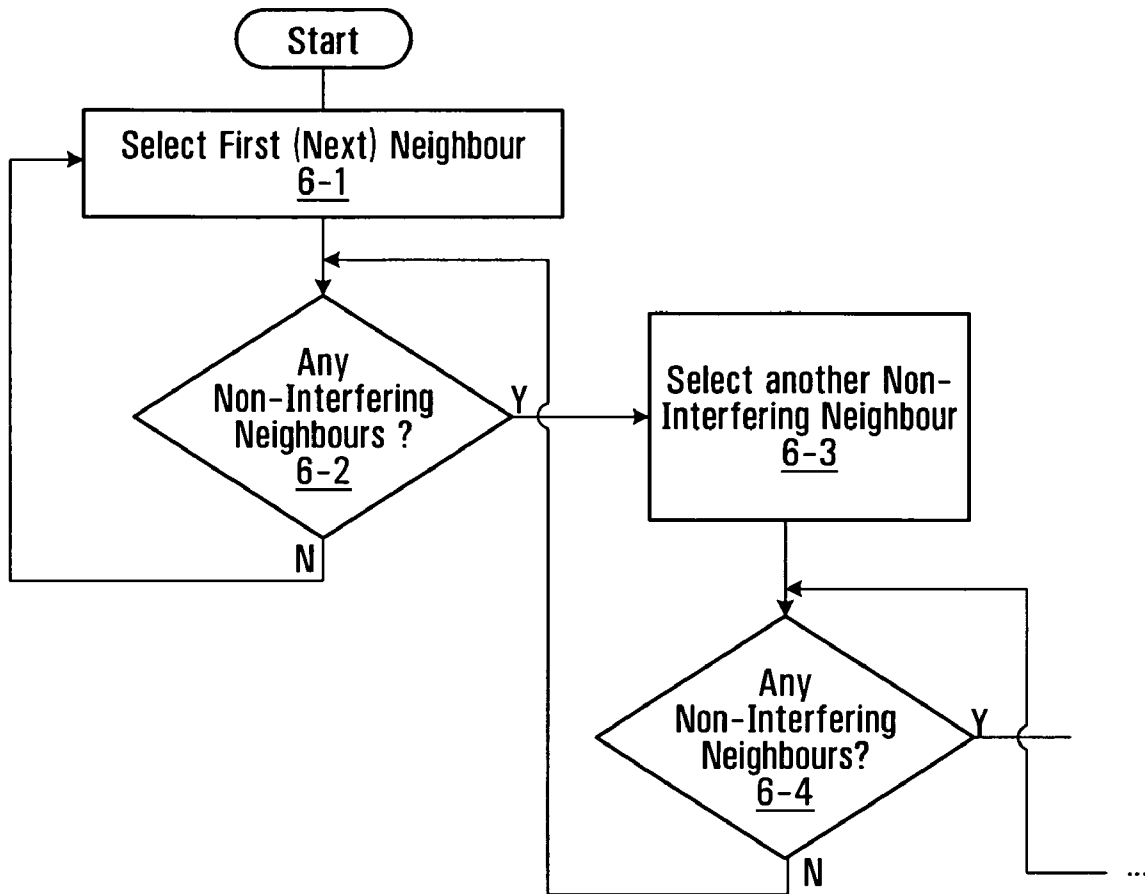 Start
Select First (Next) Neighbour
6-1
Any
Non-Interfering
Neighbours ?
6-2
Y
N
Select another Non-
Interfering Neighbour
6-3
Any
Non-Interfering
Neighbours?
6-4
Y
N
...